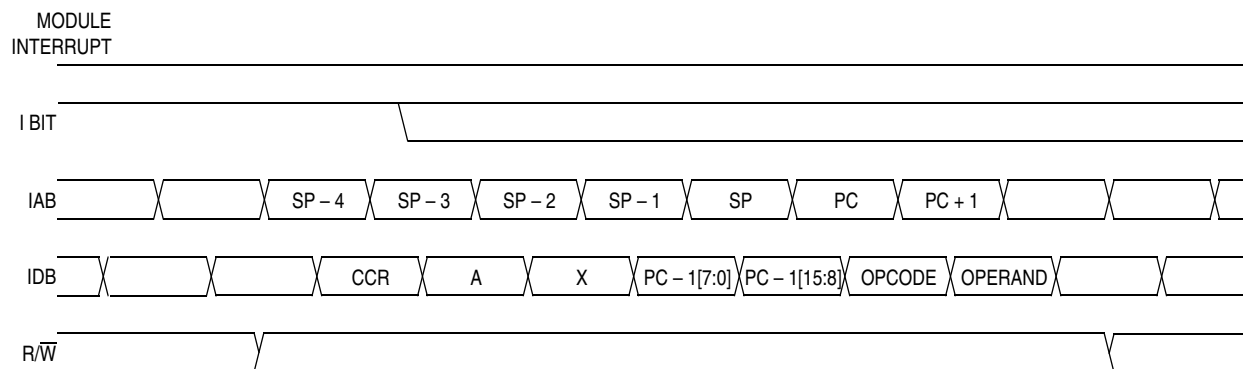 MODULE
INTERRUPT
I BIT
IAB SP – 4 SP – 3 SP – 2 SP – 1 SP PC PC + 1
IDB CCR A X PC – 1[7:0] PC – 1[15:8] OPCODE OPERAND
R/W̅